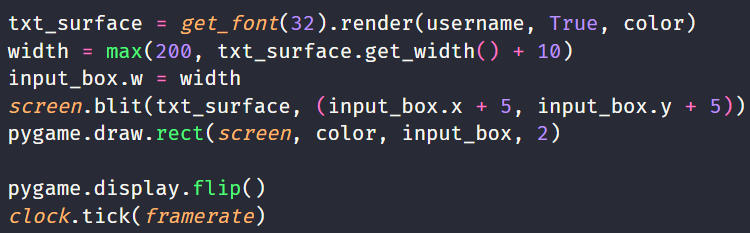 txt_surface = get_font(32).render(username, True, color)
width = max(200, txt_surface.get_width() + 10)
input_box.w = width
screen.blit(txt_surface, (input_box.x + 5, input_box.y + 5))
pygame.draw.rect(screen, color, input_box, 2)
pygame.display.flip()
clock.tick(framerate)